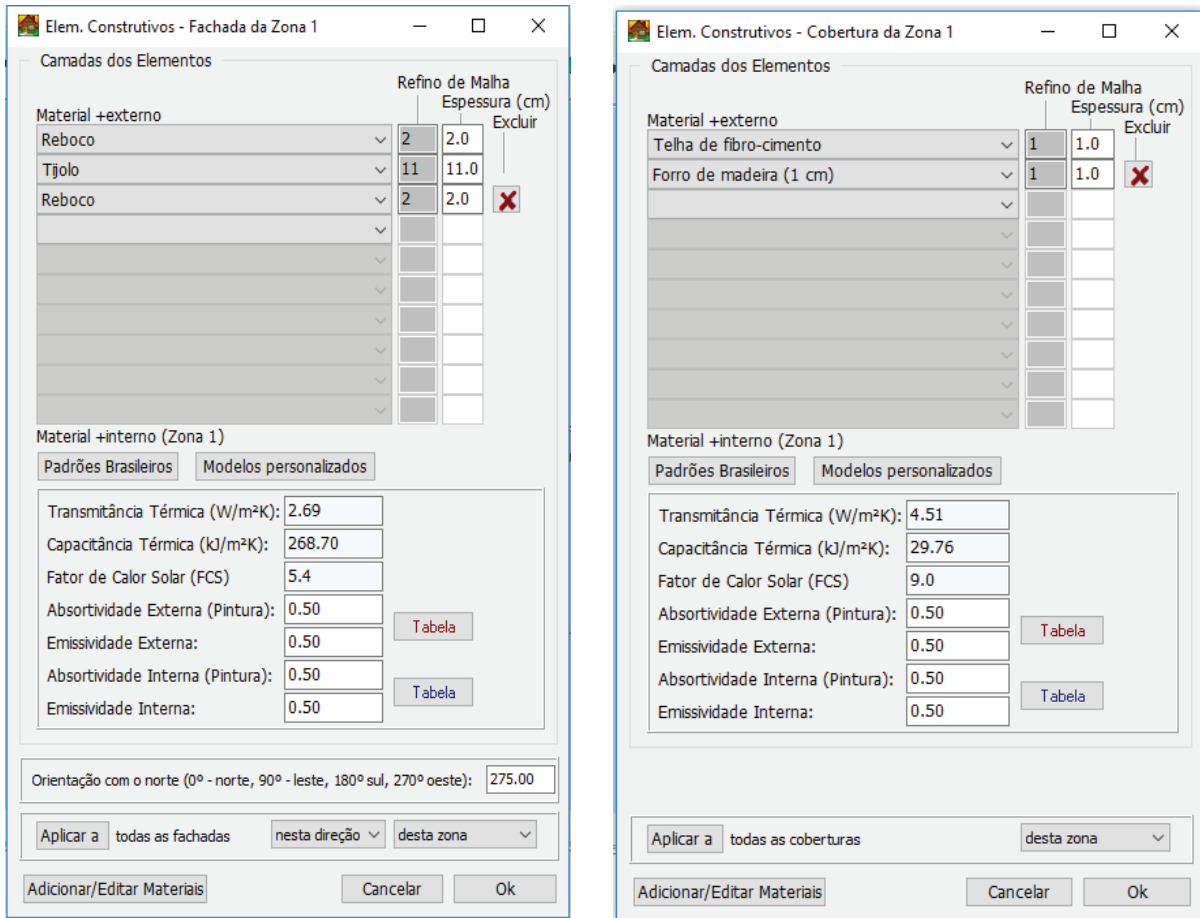 Elem. Construtivos - Fachada da Zona 1
Camadas dos Elementos
Refino de Malha
Espessura (cm)
Excluir
Material +externo
Reboco 2 2.0
Tijolo 11 11.0
Reboco 2 2.0
Material +interno (Zona 1)
Padrões Brasileiros Modelos personalizados
Transmitância Térmica (W/m²K): 2.69
Capacitância Térmica (kJ/m²K): 268.70
Fator de Calor Solar (FCS) 5.4
Absortividade Externa (Pintura): 0.50
Tabela
Emissividade Externa: 0.50
Absortividade Interna (Pintura): 0.50
Tabela
Emissividade Interna: 0.50
Orientação com o norte (0º - norte, 90º - leste, 180º sul, 270º oeste): 275.00
Aplicar a todas as fachadas nesta direção desta zona
Adicionar/Editar Materiais Cancelar Ok
Elem. Construtivos - Cobertura da Zona 1
Camadas dos Elementos
Refino de Malha
Espessura (cm)
Excluir
Material +externo
Telha de fibro-cimento 1 1.0
Forro de madeira (1 cm) 1 1.0
Material +interno (Zona 1)
Padrões Brasileiros Modelos personalizados
Transmitância Térmica (W/m²K): 4.51
Capacitância Térmica (kJ/m²K): 29.76
Fator de Calor Solar (FCS) 9.0
Absortividade Externa (Pintura): 0.50
Tabela
Emissividade Externa: 0.50
Absortividade Interna (Pintura): 0.50
Tabela
Emissividade Interna: 0.50
Aplicar a todas as coberturas desta zona
Adicionar/Editar Materiais Cancelar Ok